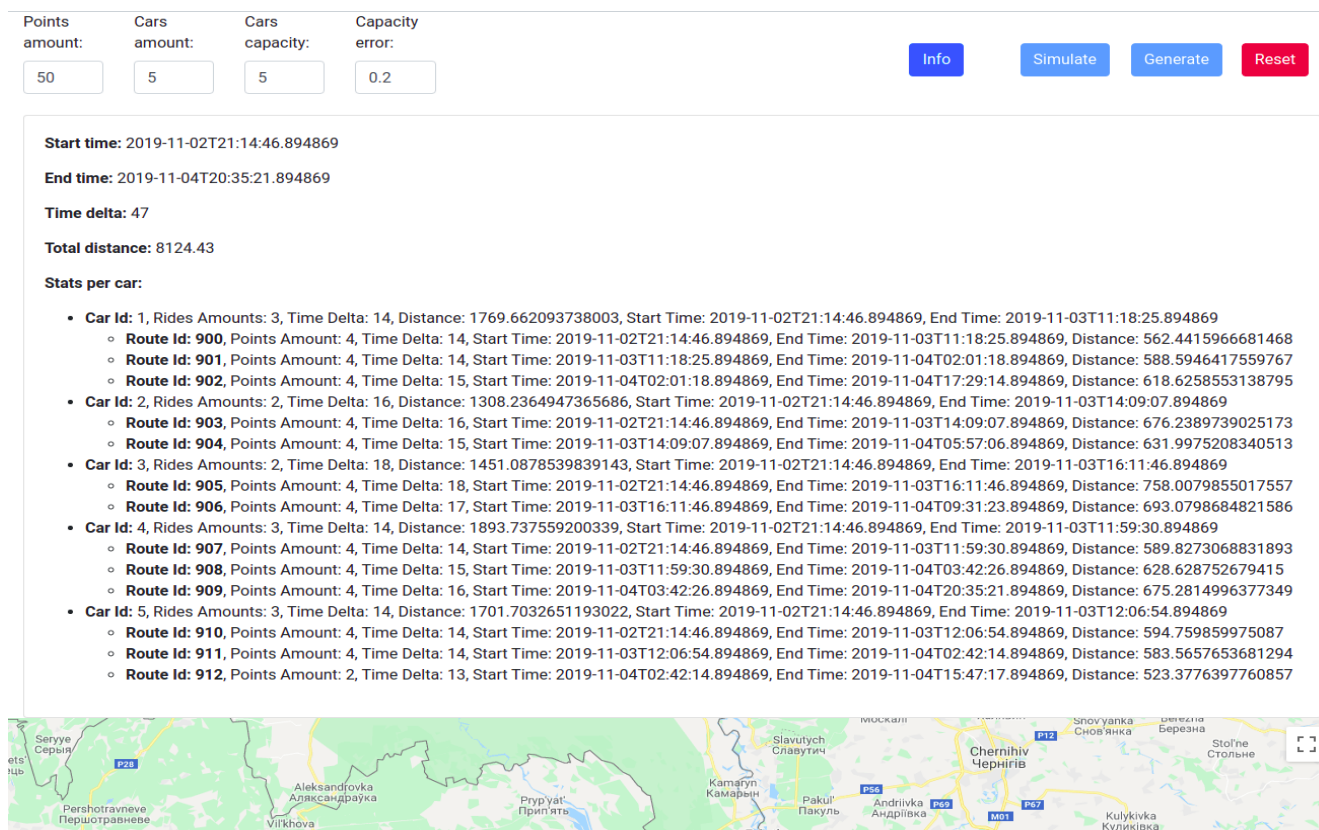 Points amount:
Cars amount:
Cars capacity:
Capacity error:
50
5
5
0.2
Info
Simulate
Generate
Reset
Start time: 2019-11-02T21:14:46.894869
End time: 2019-11-04T20:35:21.894869
Time delta: 47
Total distance: 8124.43
Stats per car:
Car Id: 1, Rides Amounts: 3, Time Delta: 14, Distance: 1769.662093738003, Start Time: 2019-11-02T21:14:46.894869, End Time: 2019-11-03T11:18:25.894869
Route Id: 900, Points Amount: 4, Time Delta: 14, Start Time: 2019-11-02T21:14:46.894869, End Time: 2019-11-03T11:18:25.894869, Distance: 562.4415966681468
Route Id: 901, Points Amount: 4, Time Delta: 14, Start Time: 2019-11-03T11:18:25.894869, End Time: 2019-11-04T02:01:18.894869, Distance: 588.5946417559767
Route Id: 902, Points Amount: 4, Time Delta: 15, Start Time: 2019-11-04T02:01:18.894869, End Time: 2019-11-04T17:29:14.894869, Distance: 618.6258553138795
Car Id: 2, Rides Amounts: 2, Time Delta: 16, Distance: 1308.2364947365686, Start Time: 2019-11-02T21:14:46.894869, End Time: 2019-11-03T14:09:07.894869
Route Id: 903, Points Amount: 4, Time Delta: 16, Start Time: 2019-11-02T21:14:46.894869, End Time: 2019-11-03T14:09:07.894869, Distance: 676.2389739025173
Route Id: 904, Points Amount: 4, Time Delta: 15, Start Time: 2019-11-03T14:09:07.894869, End Time: 2019-11-04T05:57:06.894869, Distance: 631.9975208340513
Car Id: 3, Rides Amounts: 2, Time Delta: 18, Distance: 1451.0878539839143, Start Time: 2019-11-02T21:14:46.894869, End Time: 2019-11-03T16:11:46.894869
Route Id: 905, Points Amount: 4, Time Delta: 18, Start Time: 2019-11-02T21:14:46.894869, End Time: 2019-11-03T16:11:46.894869, Distance: 758.0079855017557
Route Id: 906, Points Amount: 4, Time Delta: 17, Start Time: 2019-11-03T16:11:46.894869, End Time: 2019-11-04T09:31:23.894869, Distance: 693.0798684821586
Car Id: 4, Rides Amounts: 3, Time Delta: 14, Distance: 1893.737559200339, Start Time: 2019-11-02T21:14:46.894869, End Time: 2019-11-03T11:59:30.894869
Route Id: 907, Points Amount: 4, Time Delta: 14, Start Time: 2019-11-02T21:14:46.894869, End Time: 2019-11-03T11:59:30.894869, Distance: 589.8273068831893
Route Id: 908, Points Amount: 4, Time Delta: 15, Start Time: 2019-11-03T11:59:30.894869, End Time: 2019-11-04T03:42:26.894869, Distance: 628.628752679415
Route Id: 909, Points Amount: 4, Time Delta: 16, Start Time: 2019-11-04T03:42:26.894869, End Time: 2019-11-04T20:35:21.894869, Distance: 675.2814996377349
Car Id: 5, Rides Amounts: 3, Time Delta: 14, Distance: 1701.7032651193022, Start Time: 2019-11-02T21:14:46.894869, End Time: 2019-11-03T12:06:54.894869
Route Id: 910, Points Amount: 4, Time Delta: 14, Start Time: 2019-11-02T21:14:46.894869, End Time: 2019-11-03T12:06:54.894869, Distance: 594.759859975087
Route Id: 911, Points Amount: 4, Time Delta: 14, Start Time: 2019-11-03T12:06:54.894869, End Time: 2019-11-04T02:42:14.894869, Distance: 583.5657653681294
Route Id: 912, Points Amount: 2, Time Delta: 13, Start Time: 2019-11-04T02:42:14.894869, End Time: 2019-11-04T15:47:17.894869, Distance: 523.3776397760857
Seryye
Серыя
P28
Aleksandrovka
Аляксандраўка
Pershotravneve
Першотравневе
Vil'khova
Pryp'yat'
Прип'ять
Slavutych
Славутич
Kamaryn
Камарын
Pakul'
Пакуль
P56
Andriivka
Андріївка
P69
M01
P67
Chernihiv
Чернігів
P12
Snov'yanka
Снов'янка
Berezna
Березна
Stol'ne
Стольне
Kulykivka
Куликівка